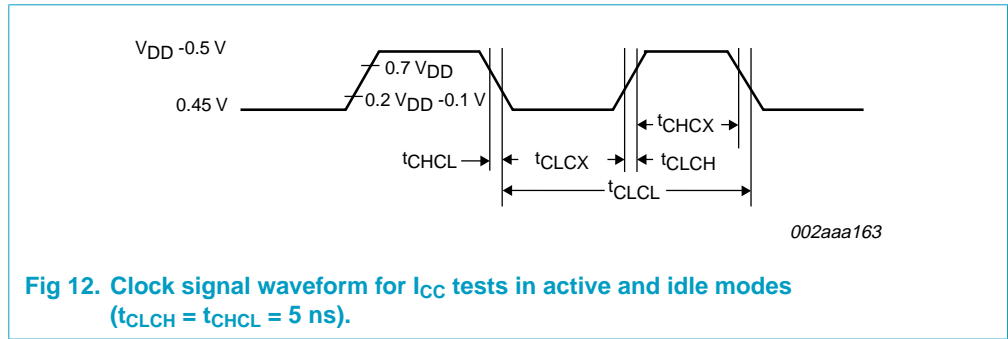 VDD -0.5 V
0.7 VDD
0.2 VDD -0.1 V
0.45 V
tCHCX
tCHCL
tCLCX
tCLCH
tCLCL
002aaa163
Fig 12. Clock signal waveform for ICC tests in active and idle modes
(tCLCH = tCHCL = 5 ns).